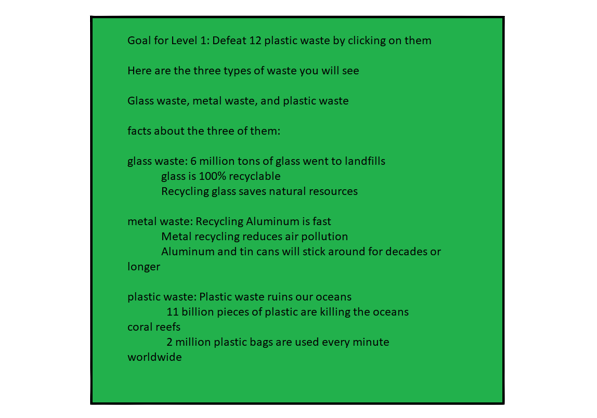 Goal for Level 1: Defeat 12 plastic waste by clicking on them
Here are the three types of waste you will see
Glass waste, metal waste, and plastic waste
facts about the three of them:
glass waste: 6 million tons of glass went to landfills
glass is 100% recyclable
Recycling glass saves natural resources
metal waste: Recycling Aluminum is fast
Metal recycling reduces air pollution
Aluminum and tin cans will stick around for decades or
longer
plastic waste: Plastic waste ruins our oceans
11 billion pieces of plastic are killing the oceans
coral reefs
2 million plastic bags are used every minute
worldwide